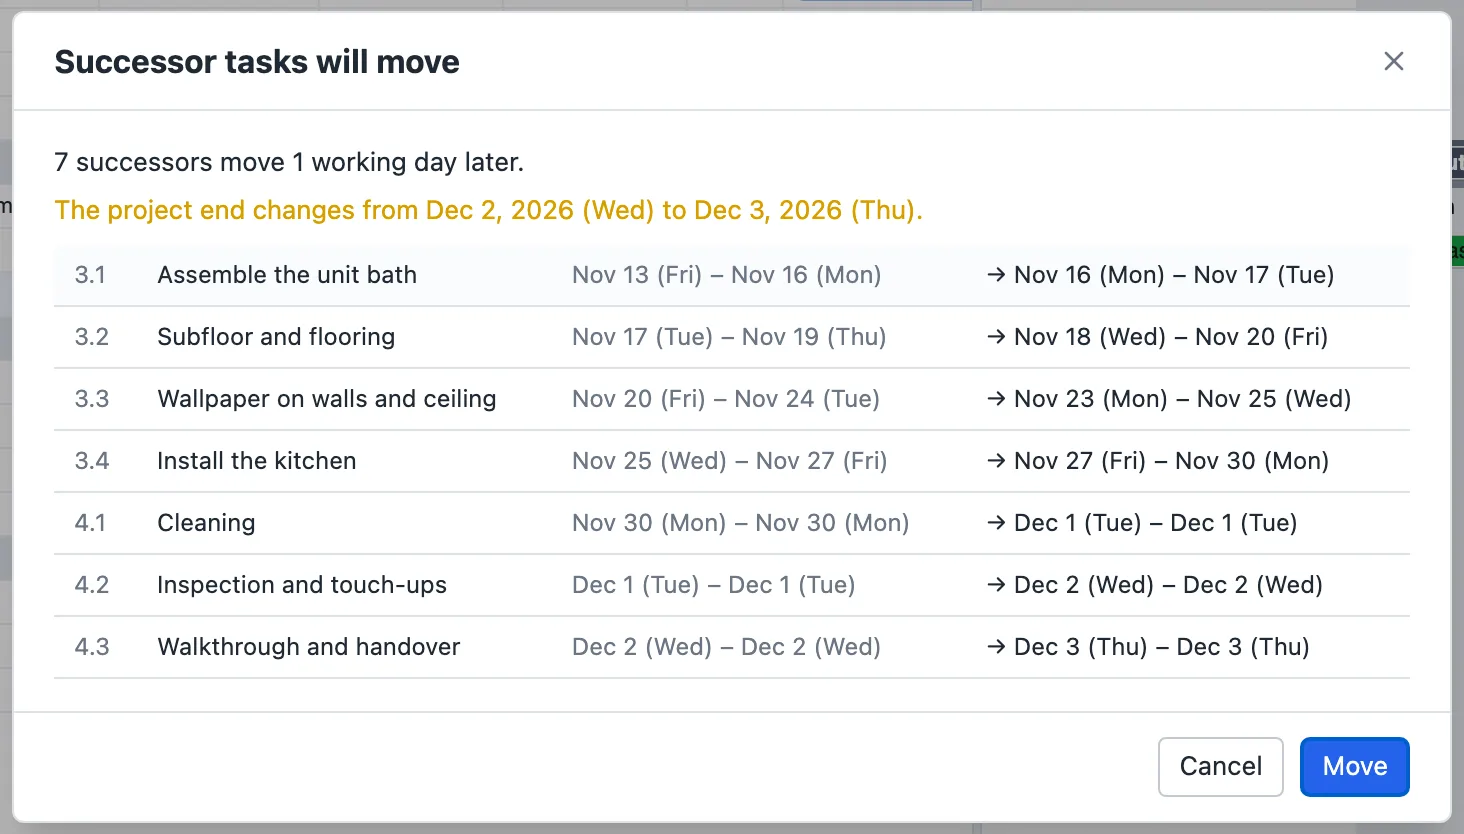 Successor tasks will move
7 successors move 1 working day later.
The project end changes from Dec 2, 2026 (Wed) to Dec 3, 2026 (Thu).
3.1 Assemble the unit bath Nov 13 (Fri) – Nov 16 (Mon) → Nov 16 (Mon) – Nov 17 (Tue)
3.2 Subfloor and flooring Nov 17 (Tue) – Nov 19 (Thu) → Nov 18 (Wed) – Nov 20 (Fri)
3.3 Wallpaper on walls and ceiling Nov 20 (Fri) – Nov 24 (Tue) → Nov 23 (Mon) – Nov 25 (Wed)
3.4 Install the kitchen Nov 25 (Wed) – Nov 27 (Fri) → Nov 27 (Fri) – Nov 30 (Mon)
4.1 Cleaning Nov 30 (Mon) – Nov 30 (Mon) → Dec 1 (Tue) – Dec 1 (Tue)
4.2 Inspection and touch-ups Dec 1 (Tue) – Dec 1 (Tue) → Dec 2 (Wed) – Dec 2 (Wed)
4.3 Walkthrough and handover Dec 2 (Wed) – Dec 2 (Wed) → Dec 3 (Thu) – Dec 3 (Thu)
Cancel Move